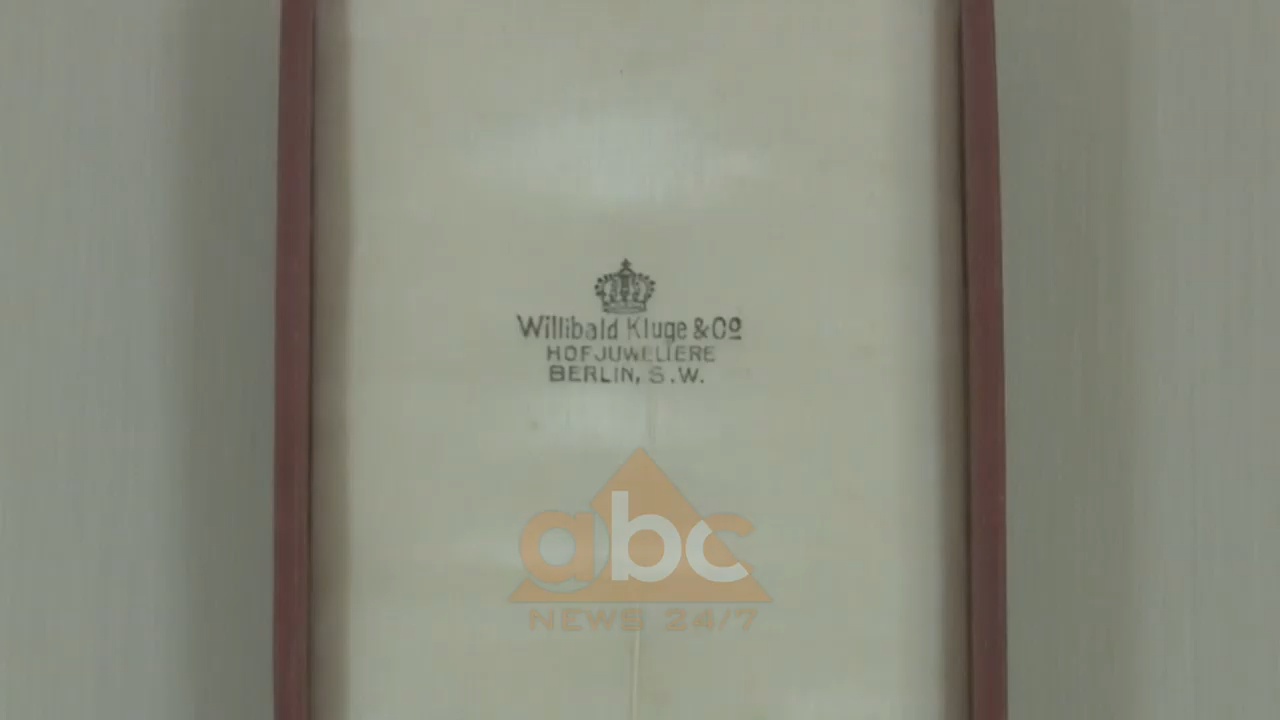 Willibald Kluge & Co
HOFJUWELIERE
BERLIN, S.W.
abc
NEWS 24/7